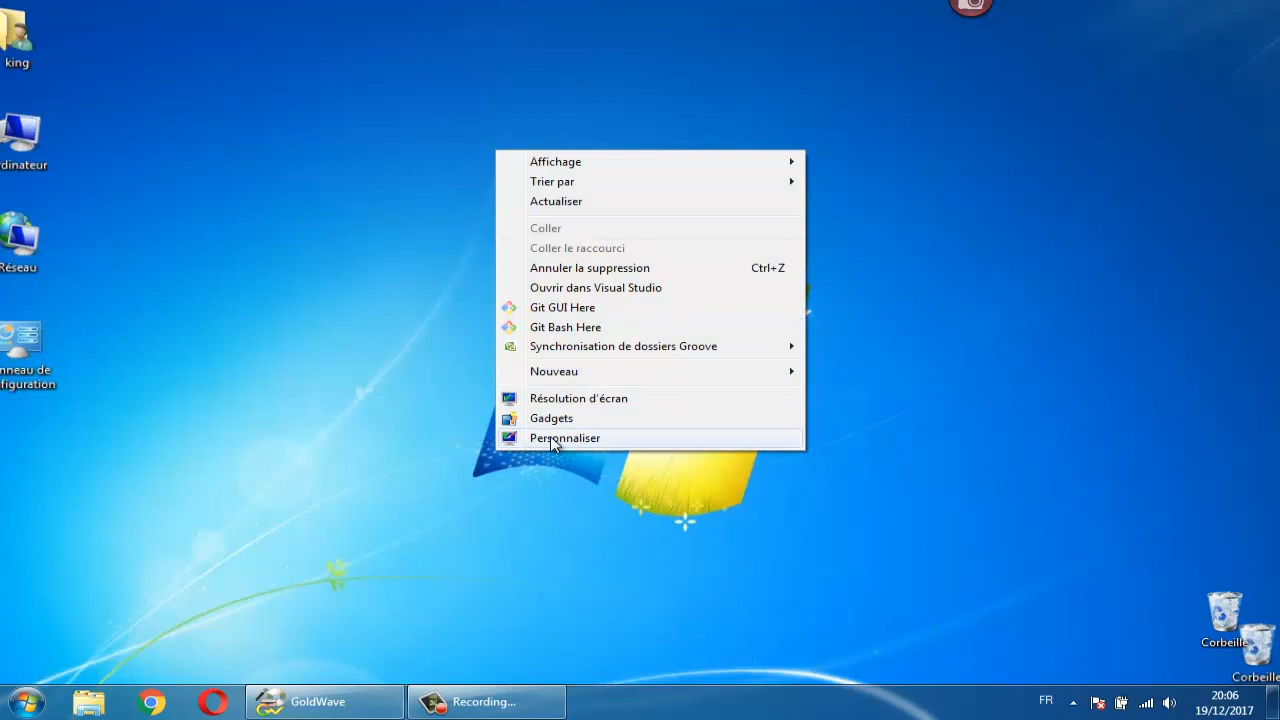 king
rdinateur
Réseau
nneau de
figuration
Affichage
Trier par
Actualiser
Coller
Coller le raccourci
Annuler la suppression Ctrl+Z
Ouvrir dans Visual Studio
Git GUI Here
Git Bash Here
Synchronisation de dossiers Groove
Nouveau
Résolution d'écran
Gadgets
Personnaliser
Corbeille
Corbeille
GoldWave
Recording...
FR
20:06
19/12/2017